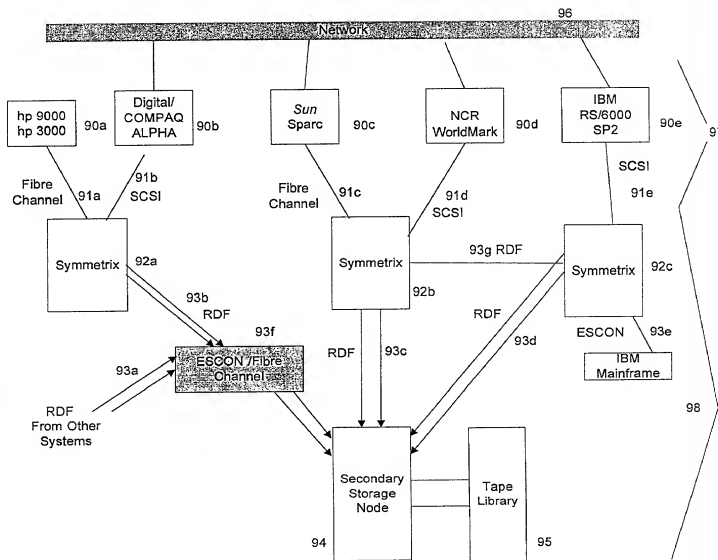 96
Network
hp 9000
hp 3000
90a
Digital/
COMPAQ
ALPHA
90b
Sun
Sparc
90c
NCR
WorldMark
90d
IBM
RS/6000
SP2
90e
Fibre
Channel
91a
91b
SCSI
Fibre
Channel
91c
91d
SCSI
SCSI
91e
Symmetrix
92a
Symmetrix
92b
93g RDF
Symmetrix
92c
93b
RDF
93f
ESCON /Fibre
Channel
93a
RDF
From Other
Systems
RDF
93c
RDF
93d
ESCON
93e
IBM
Mainframe
98
Secondary
Storage
Node
94
Tape
Library
95